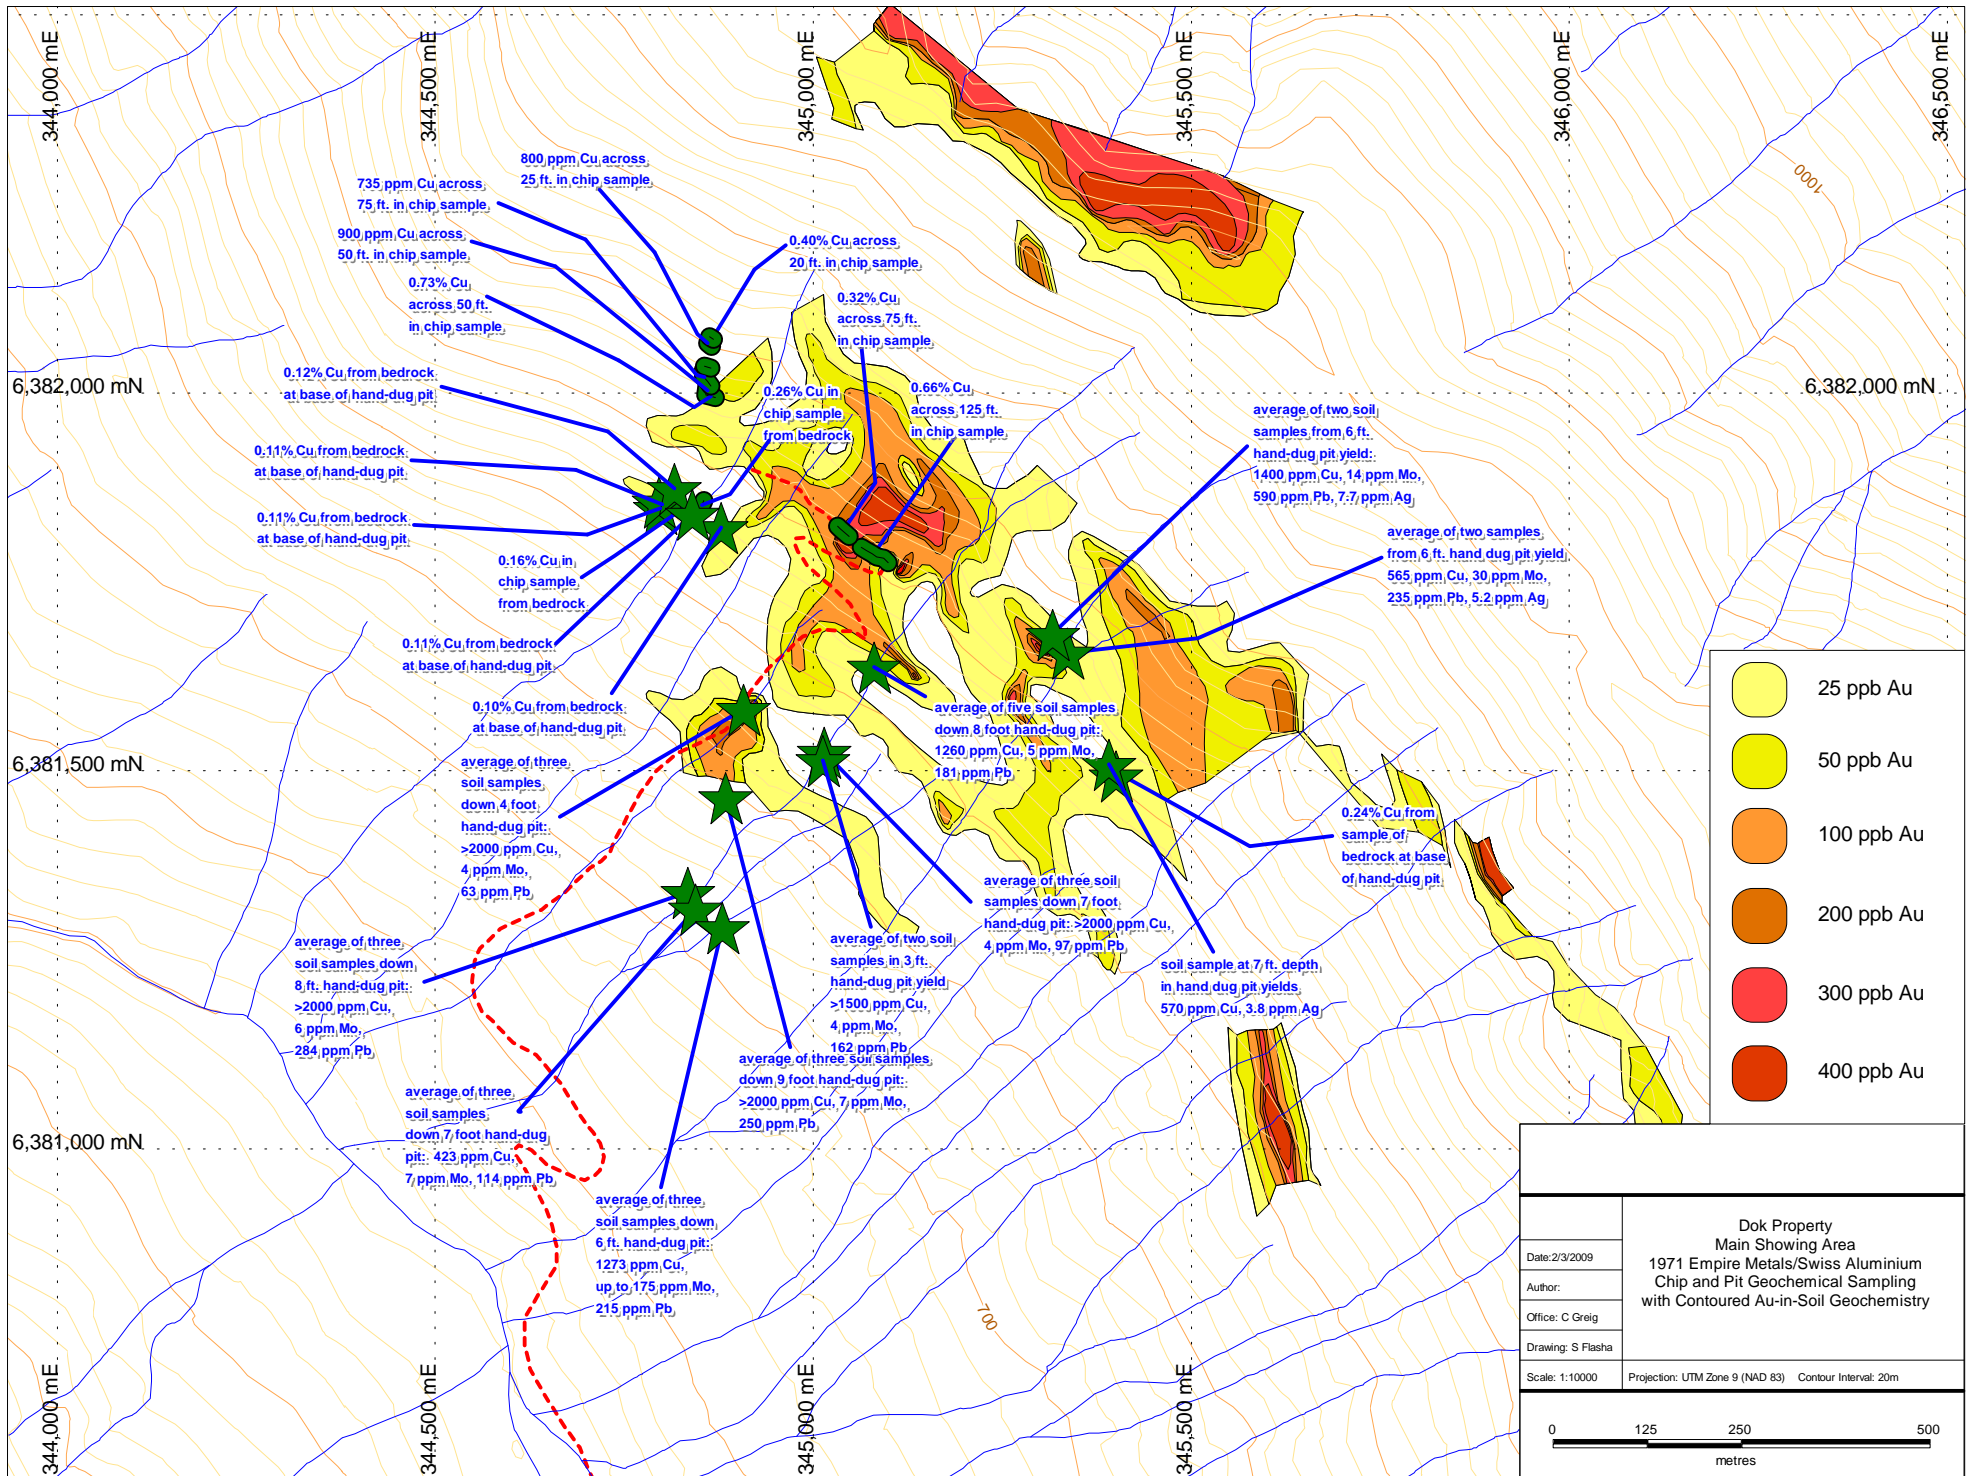 344,000 mE
344,500 mE
345,000 mE
345,500 mE
346,000 mE
346,500 mE
1000
800 ppm Cu across
25 ft. in chip sample
735 ppm Cu across
75 ft. in chip sample
900 ppm Cu across
50 ft. in chip sample
0.40% Cu across
20 ft. in chip sample
0.73% Cu
across 50 ft.
in chip sample
0.32% Cu
across 75 ft.
in chip sample
6,382,000 mN
6,382,000 mN
0.12% Cu from bedrock
at base of hand-dug pit
0.26% Cu in
chip sample
from bedrock
0.66% Cu
across 125 ft.
in chip sample
average of two soil
samples from 6 ft.
hand-dug pit yield:
1400 ppm Cu, 14 ppm Mo,
590 ppm Pb, 7.7 ppm Ag
0.11% Cu from bedrock
at base of hand-dug pit
0.11% Cu from bedrock
at base of hand-dug pit
average of two samples
from 6 ft. hand dug pit yield
565 ppm Cu, 30 ppm Mo,
235 ppm Pb, 5.2 ppm Ag
0.16% Cu in
chip sample
from bedrock
0.11% Cu from bedrock
at base of hand-dug pit
0.10% Cu from bedrock
at base of hand-dug pit
average of five soil samples
down 8 foot hand-dug pit:
1260 ppm Cu, 5 ppm Mo,
181 ppm Pb
6,381,500 mN
average of three
soil samples
down 4 foot
hand-dug pit:
>2000 ppm Cu,
4 ppm Mo,
63 ppm Pb
0.24% Cu from
sample of
bedrock at base
of hand-dug pit
average of three soil
samples down 7 foot
hand-dug pit: >2000 ppm Cu,
4 ppm Mo, 97 ppm Pb
average of three
soil samples down
8 ft. hand-dug pit:
>2000 ppm Cu,
6 ppm Mo,
284 ppm Pb
average of two soil
samples in 3 ft.
hand-dug pit yield
>1500 ppm Cu,
4 ppm Mo,
162 ppm Pb
soil sample at 7 ft. depth
in hand dug pit yields
570 ppm Cu, 3.8 ppm Ag
average of three soil samples
down 9 foot hand-dug pit:
>2000 ppm Cu, 7 ppm Mo,
250 ppm Pb
average of three
soil samples
down 7 foot hand-dug
pit: 423 ppm Cu,
7 ppm Mo, 114 ppm Pb
6,381,000 mN
average of three
soil samples down
6 ft. hand-dug pit:
1273 ppm Cu,
up to 175 ppm Mo,
215 ppm Pb
700
344,000 mE
344,500 mE
345,000 mE
345,500 mE
25 ppb Au
50 ppb Au
100 ppb Au
200 ppb Au
300 ppb Au
400 ppb Au
Dok Property
Main Showing Area
1971 Empire Metals/Swiss Aluminium
Chip and Pit Geochemical Sampling
with Contoured Au-in-Soil Geochemistry
Date:2/3/2009
Author:
Office: C Greig
Drawing: S Flasha
Scale: 1:10000
Projection: UTM Zone 9 (NAD 83) Contour Interval: 20m
0 125 250 500
metres